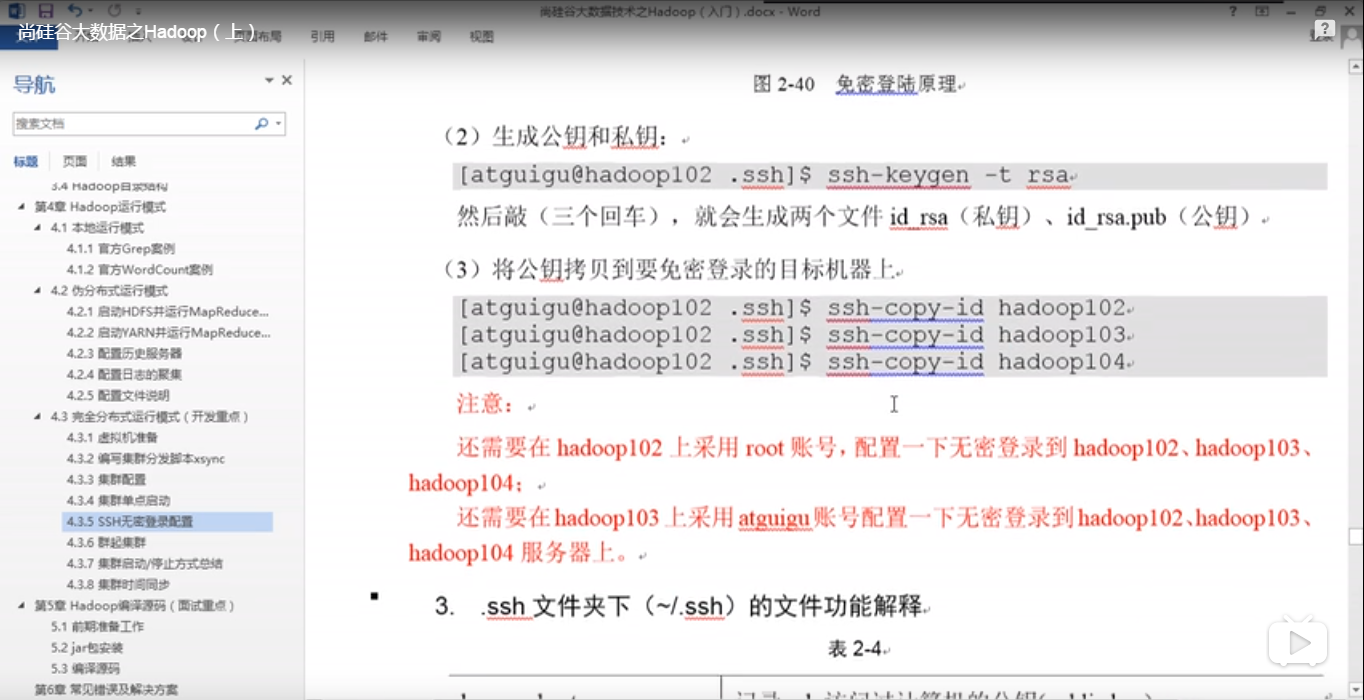 尚硅谷大数据技术之Hadoop（入门）.docx - Word
尚硅谷大数据之Hadoop（上）
引用 邮件 审阅 视图
导航
搜索文档
标题 页面 结果
3.4 Hadoop目录结构
第4章 Hadoop运行模式
4.1 本地运行模式
4.1.1 官方Grep案例
4.1.2 官方WordCount案例
4.2 伪分布式运行模式
4.2.1 启动HDFS并运行MapReduce...
4.2.2 启动YARN并运行MapReduce...
4.2.3 配置历史服务器
4.2.4 配置日志的聚集
4.2.5 配置文件说明
4.3 完全分布式运行模式（开发重点）
4.3.1 虚拟机准备
4.3.2 编写集群分发脚本xsync
4.3.3 集群配置
4.3.4 集群单点启动
4.3.5 SSH无密登录配置
4.3.6 群起集群
4.3.7 集群启动/停止方式总结
4.3.8 集群时间同步
第5章 Hadoop编译源码（面试重点）
5.1 前期准备工作
5.2 jar包安装
5.3 编译源码
第6章 常见错误及解决方案
图 2-40 免密登陆原理
（2）生成公钥和私钥：
[atguigu@hadoop102 .ssh]$ ssh-keygen -t rsa
然后敲（三个回车），就会生成两个文件 id_rsa（私钥）、id_rsa.pub（公钥）
（3）将公钥拷贝到要免密登录的目标机器上
[atguigu@hadoop102 .ssh]$ ssh-copy-id hadoop102
[atguigu@hadoop102 .ssh]$ ssh-copy-id hadoop103
[atguigu@hadoop102 .ssh]$ ssh-copy-id hadoop104
注意：
还需要在 hadoop102 上采用 root 账号，配置一下无密登录到 hadoop102、hadoop103、
hadoop104；
还需要在 hadoop103 上采用 atguigu 账号配置一下无密登录到 hadoop102、hadoop103、
hadoop104 服务器上。
3. .ssh 文件夹下（~/.ssh）的文件功能解释
表 2-4